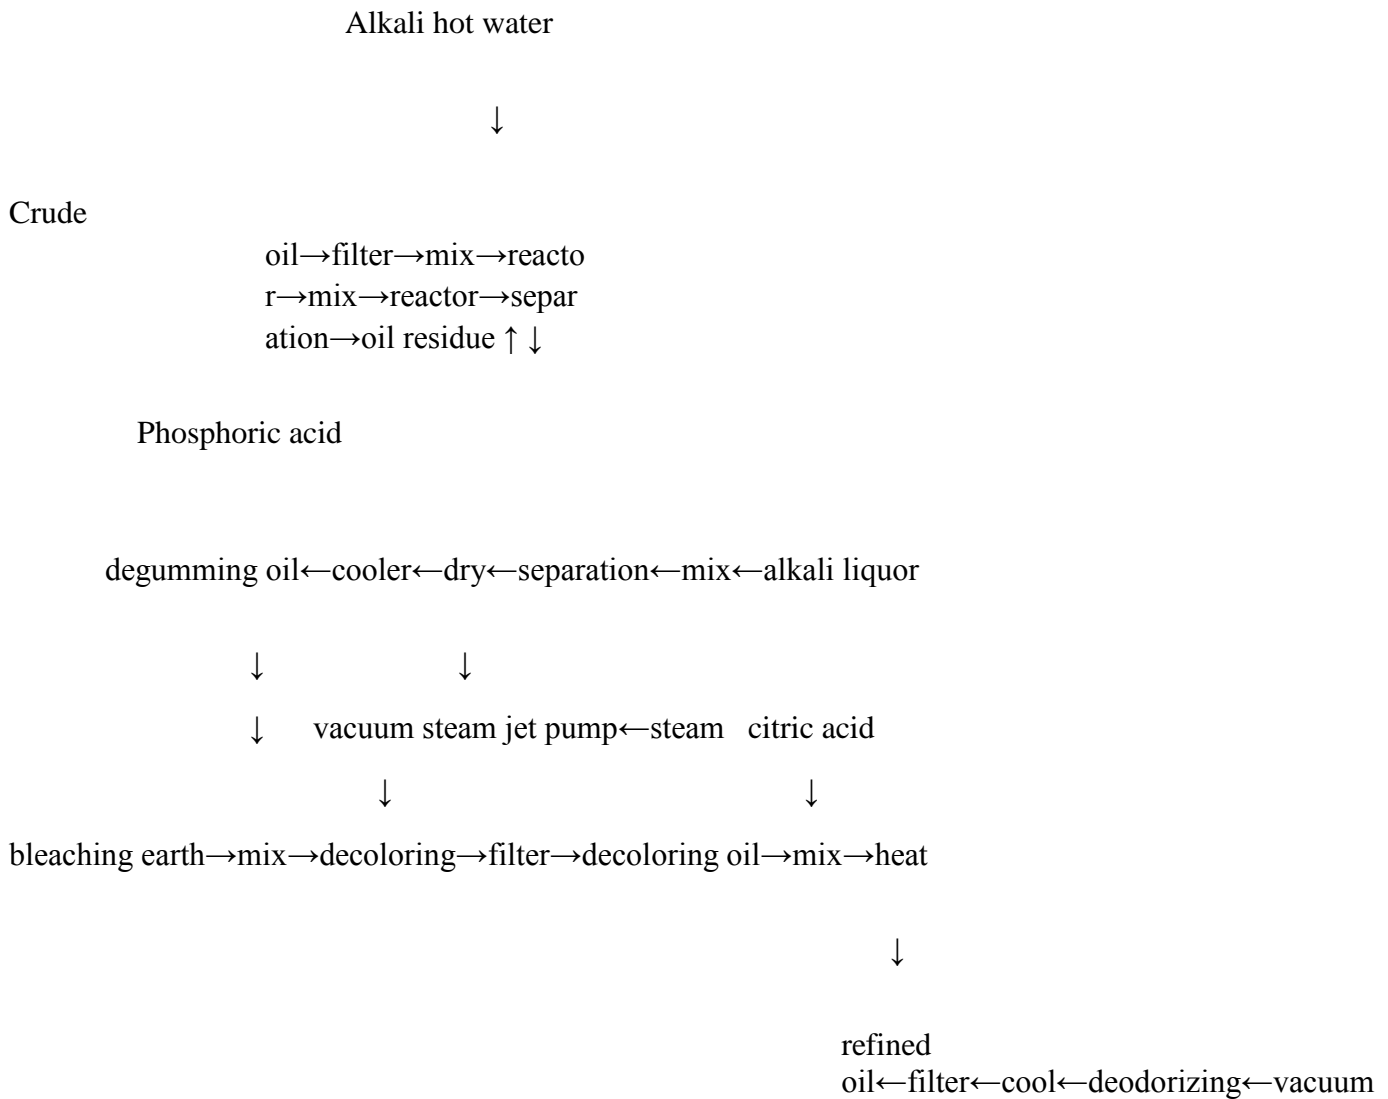 Alkali hot water
↓
Crude
oil→filter→mix→reacto
r→mix→reactor→separ
ation→oil residue ↑ ↓
Phosphoric acid
degumming oil←cooler←dry←separation←mix←alkali liquor
↓ ↓
↓ vacuum steam jet pump←steam citric acid
↓ ↓
bleaching earth→mix→decoloring→filter→decoloring oil→mix→heat
↓
refined
oil←filter←cool←deodorizing←vacuum